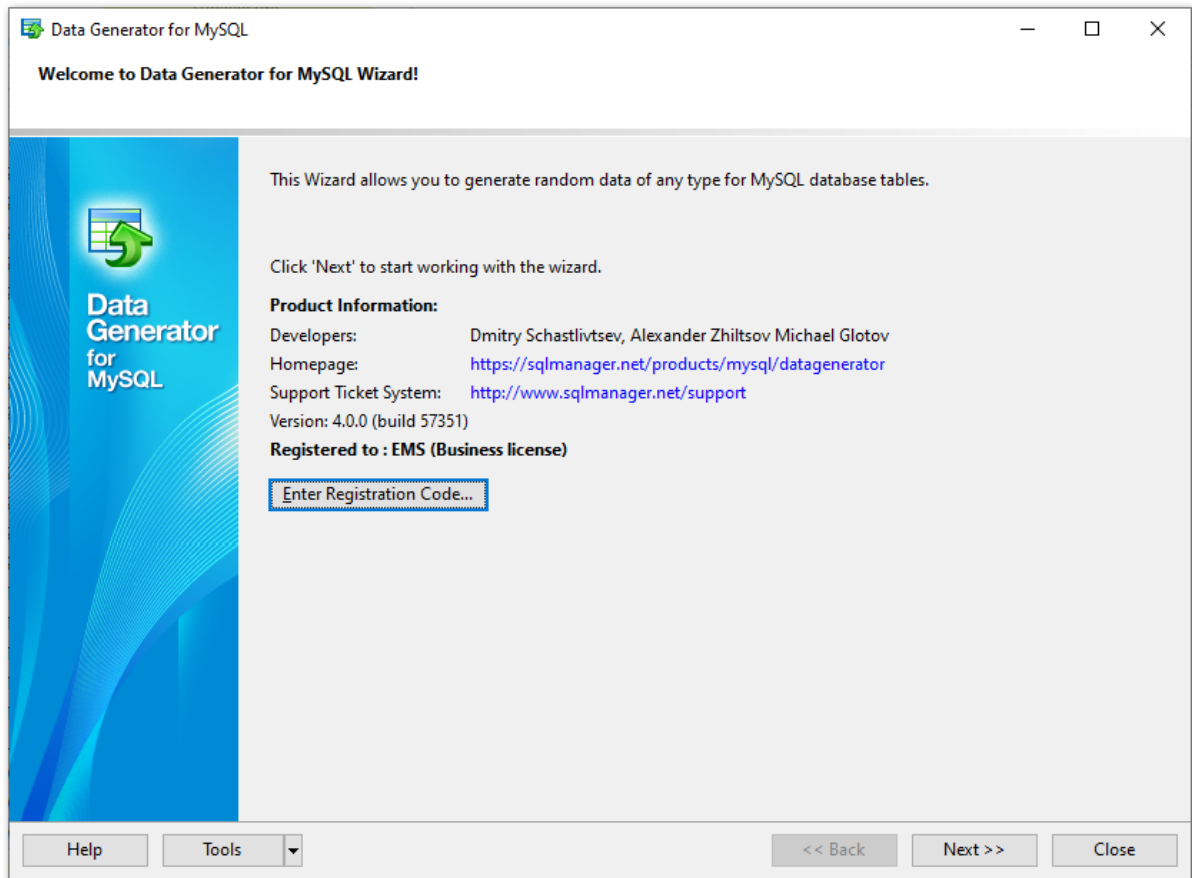 Data Generator for MySQL
Welcome to Data Generator for MySQL Wizard!
This Wizard allows you to generate random data of any type for MySQL database tables.
Click 'Next' to start working with the wizard.
Data
Generator
for
MySQL
Product Information:
Developers: Dmitry Schastlivtsev, Alexander Zhiltsov Michael Glotov
Homepage: https://sqlmanager.net/products/mysql/datagenerator
Support Ticket System: http://www.sqlmanager.net/support
Version: 4.0.0 (build 57351)
Registered to : EMS (Business license)
Enter Registration Code...
Help Tools << Back Next >> Close